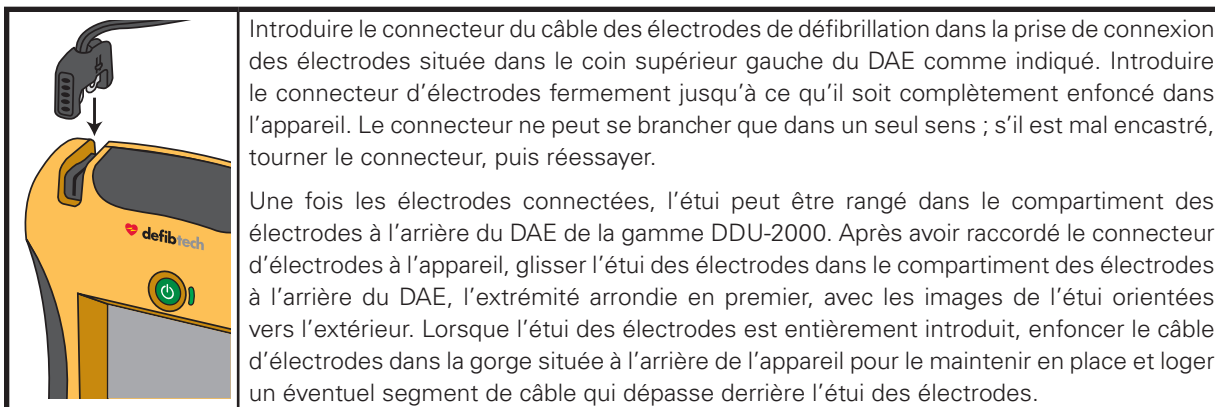 Introduire le connecteur du câble des électrodes de défibrillation dans la prise de connexion
des électrodes située dans le coin supérieur gauche du DAE comme indiqué. Introduire
le connecteur d’électrodes fermement jusqu’à ce qu’il soit complètement enfoncé dans
l’appareil. Le connecteur ne peut se brancher que dans un seul sens ; s’il est mal encastré,
tourner le connecteur, puis réessayer.
Une fois les électrodes connectées, l’étui peut être rangé dans le compartiment des
électrodes à l’arrière du DAE de la gamme DDU-2000. Après avoir raccordé le connecteur
d’électrodes à l’appareil, glisser l’étui des électrodes dans le compartiment des électrodes
à l’arrière du DAE, l’extrémité arrondie en premier, avec les images de l’étui orientées
vers l’extérieur. Lorsque l’étui des électrodes est entièrement introduit, enfoncer le câble
d’électrodes dans la gorge située à l’arrière de l’appareil pour le maintenir en place et loger
un éventuel segment de câble qui dépasse derrière l’étui des électrodes.
defibtech